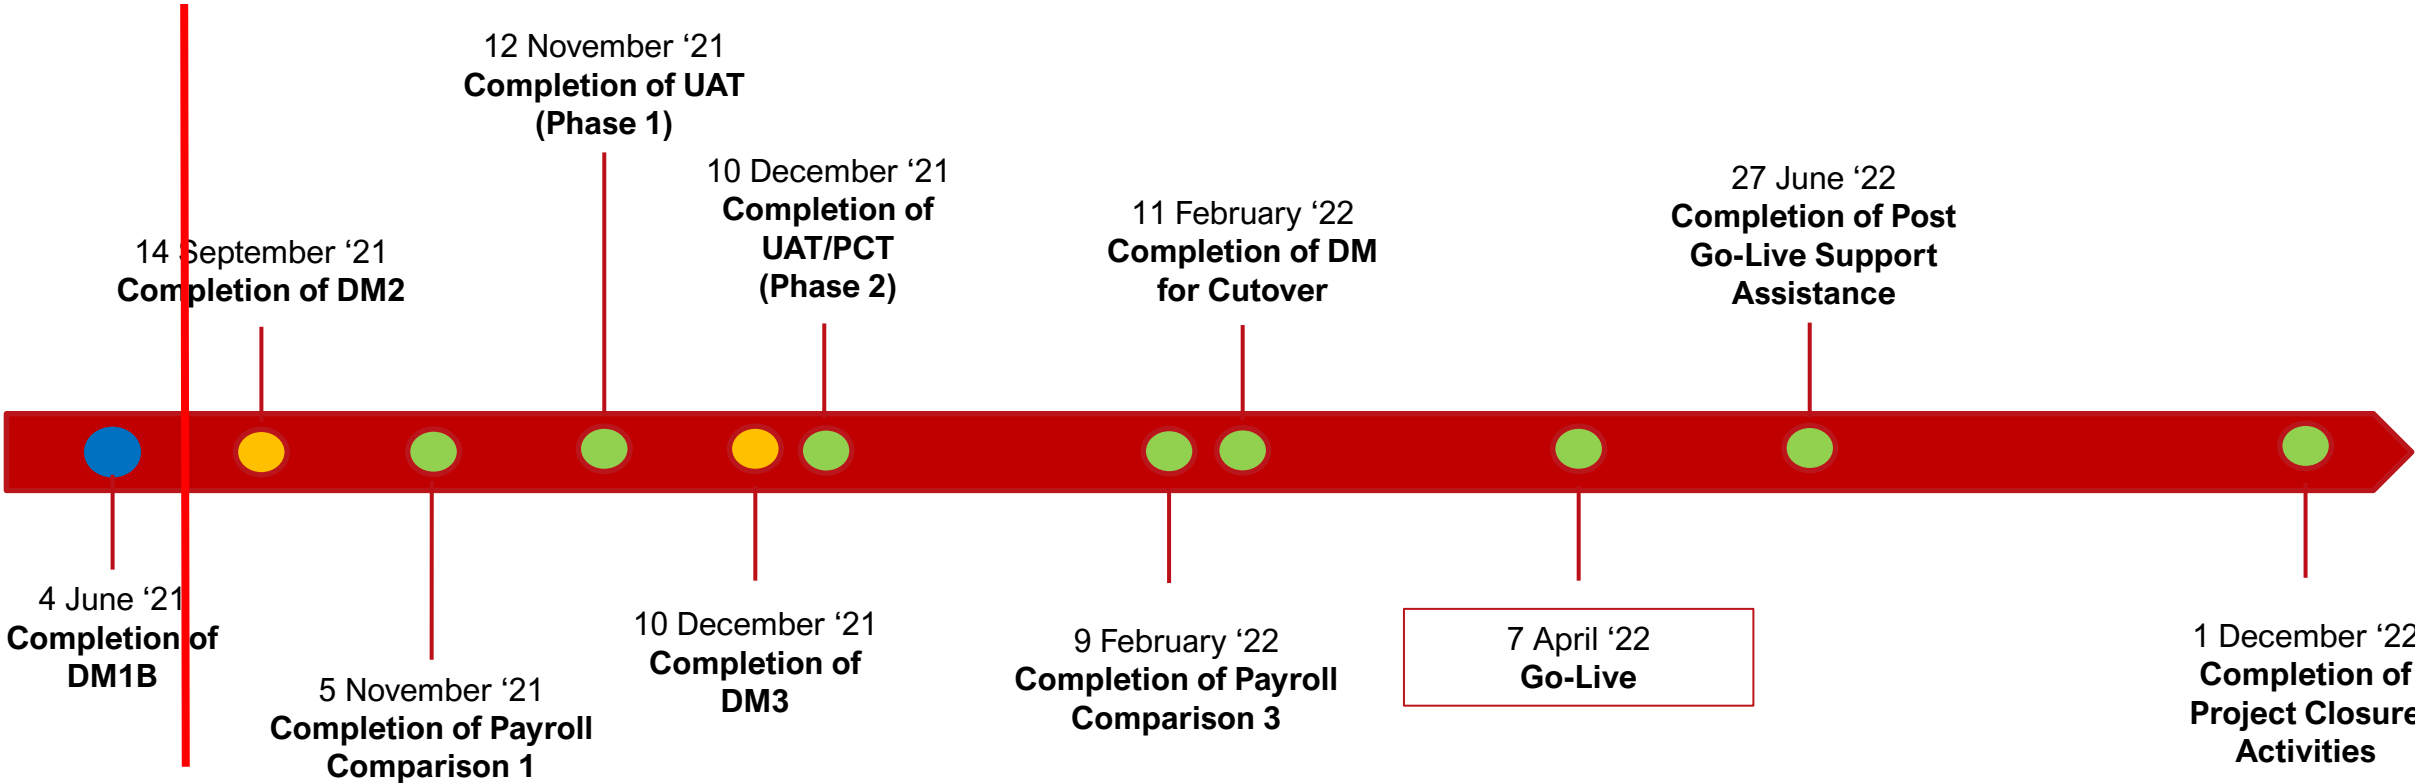 12 November ‘21
Completion of UAT
(Phase 1)
10 December ‘21
Completion of
UAT/PCT
(Phase 2)
27 June ‘22
Completion of Post
Go-Live Support
Assistance
11 February ‘22
Completion of DM
for Cutover
14 September ‘21
Completion of DM2
4 June ‘21
Completion of
DM1B
5 November ‘21
Completion of Payroll
Comparison 1
10 December ‘21
Completion of
DM3
9 February ‘22
Completion of Payroll
Comparison 3
7 April ‘22
Go-Live
1 December ‘22
Completion of
Project Closure
Activities